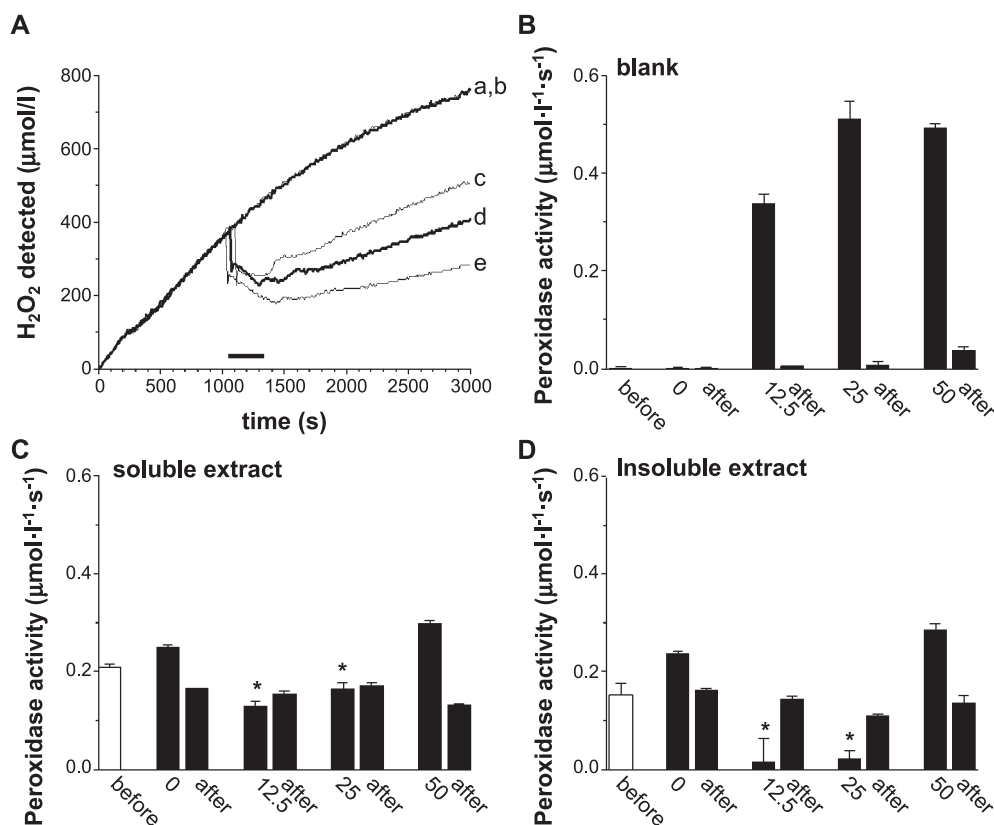 A
H₂O₂ detected (μmol/l)
800
600
400
200
0
a,b
c
d
e
0 500 1000 1500 2000 2500 3000
time (s)
B
blank
Peroxidase activity (μmol·l⁻¹·s⁻¹)
0.6
0.4
0.2
0.0
before 0 after 12.5 after 25 after 50 after
C
soluble extract
Peroxidase activity (μmol·l⁻¹·s⁻¹)
0.6
0.4
0.2
0.0
* *
before 0 after 12.5 after 25 after 50 after
D
Insoluble extract
Peroxidase activity (μmol·l⁻¹·s⁻¹)
0.6
0.4
0.2
0.0
* *
before 0 after 12.5 after 25 after 50 after